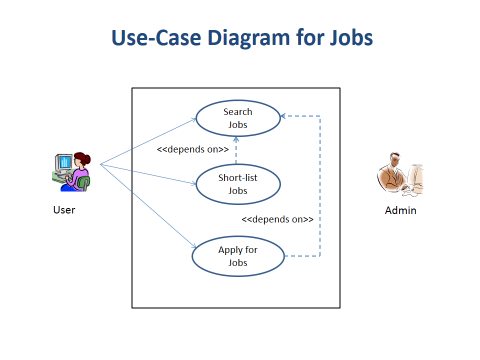 Use-Case Diagram for Jobs
Search
Jobs
<<depends on>>
Short-list
Jobs
User
Admin
<<depends on>>
Apply for
Jobs